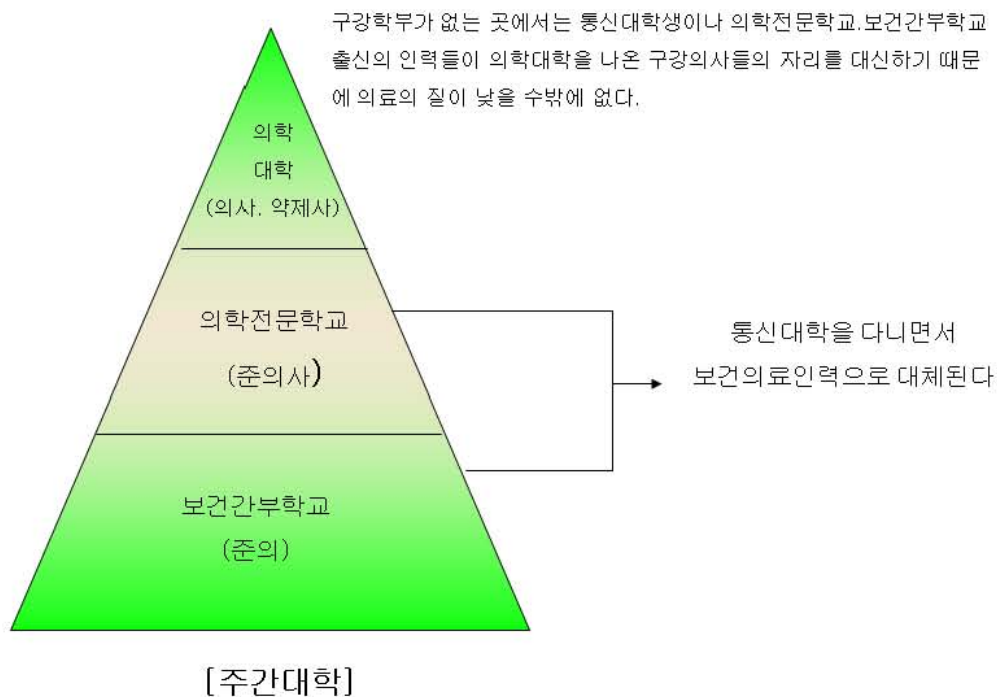 구강학부가 없는 곳에서는 통신대학생이나 의학전문학교.보건간부학교
출신의 인력들이 의학대학을 나온 구강의사들의 자리를 대신하기 때문
에 의료의 질이 낮을 수밖에 없다.
의학
대학
(의사. 약제사)
의학전문학교
(준의사)
통신대학을 다니면서
보건의료인력으로 대체된다
보건간부학교
(준의)
[주간대학]